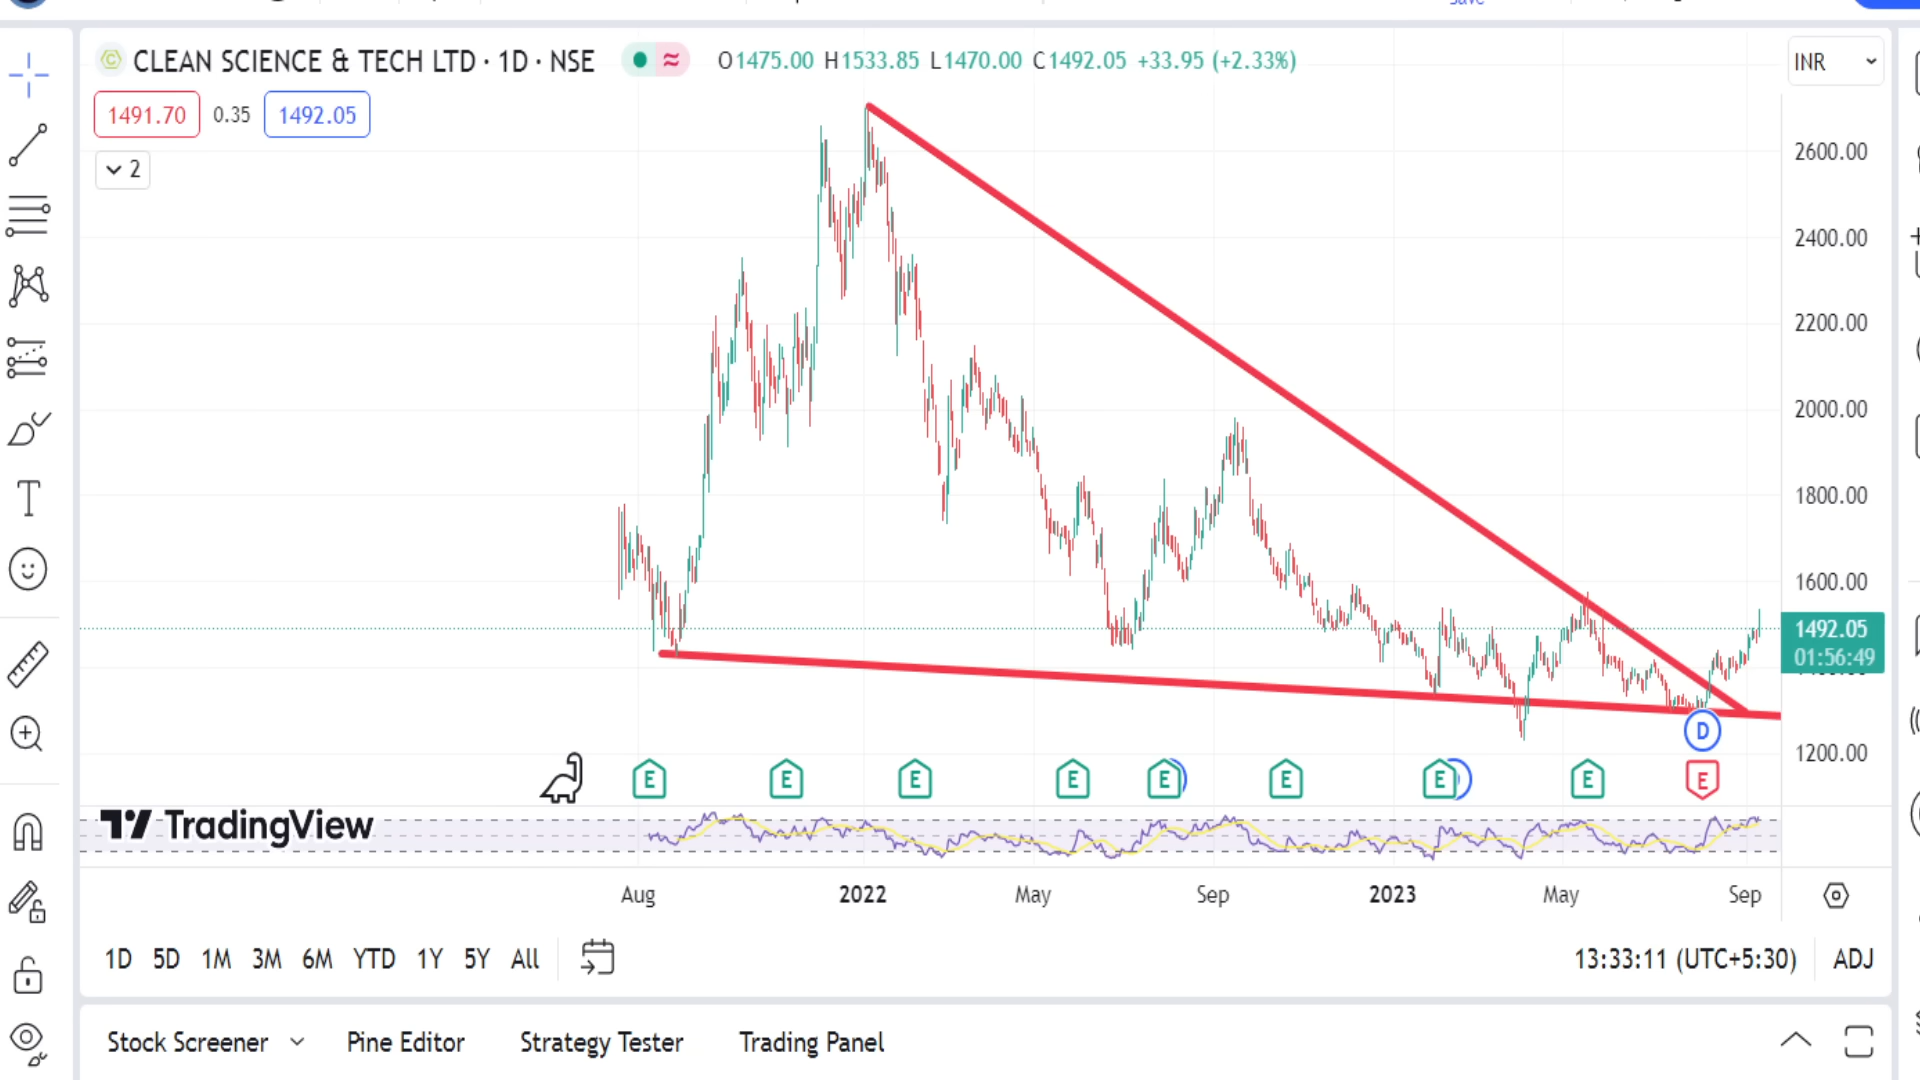 save
CLEAN SCIENCE & TECH LTD · 1D · NSE
O1475.00 H1533.85 L1470.00 C1492.05 +33.95 (+2.33%)
INR
1491.70 0.35 1492.05
2
2600.00
2400.00
2200.00
2000.00
1800.00
1600.00
1492.05
01:56:49
1200.00
D
E E E E E E E E E
TradingView
Aug 2022 May Sep 2023 May Sep
1D 5D 1M 3M 6M YTD 1Y 5Y All
13:33:11 (UTC+5:30) ADJ
Stock Screener Pine Editor Strategy Tester Trading Panel